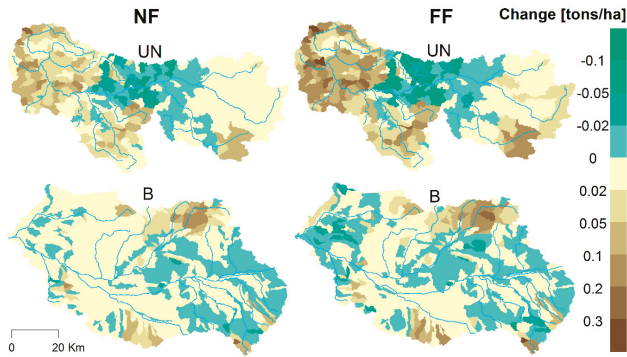 NF
FF
Change [tons/ha]
UN
UN
-0.1
-0.05
-0.02
0
0.02
0.05
0.1
0.2
0.3
B
B
0
20 Km